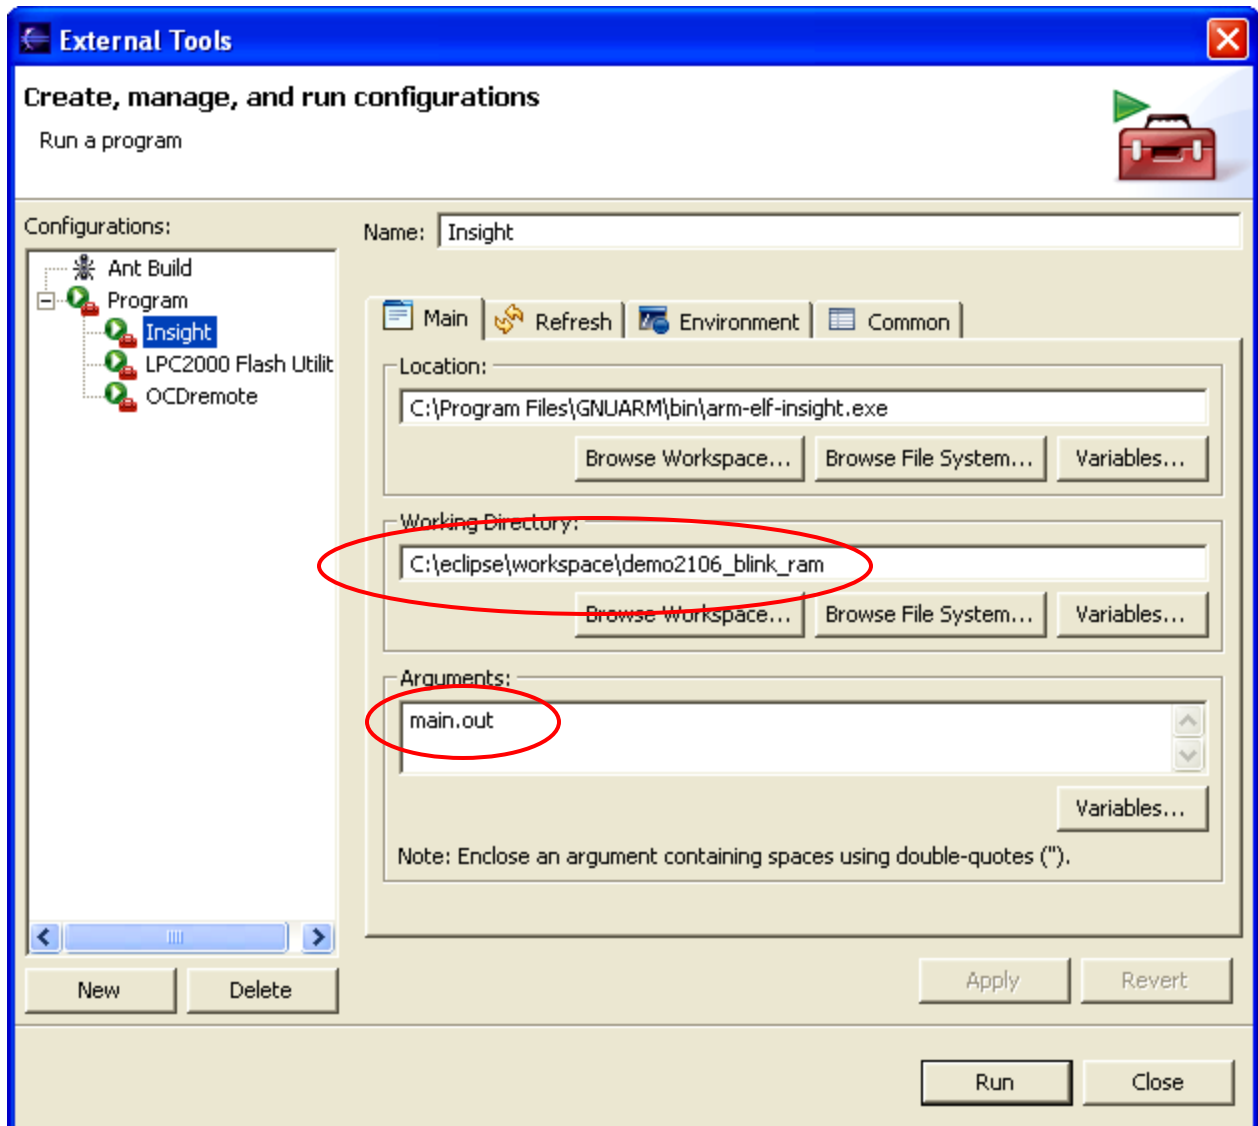 External Tools
Create, manage, and run configurations
Run a program
Configurations:
Ant Build
Program
Insight
LPC2000 Flash Utilit
OCDremote
New
Delete
Name: Insight
Main
Refresh
Environment
Common
Location:
C:\Program Files\GNUARM\bin\arm-elf-insight.exe
Browse Workspace...
Browse File System...
Variables...
Working Directory:
C:\eclipse\workspace\demo2106_blink_ram
Browse Workspace...
Browse File System...
Variables...
Arguments:
main.out
Variables...
Note: Enclose an argument containing spaces using double-quotes (").
Apply
Revert
Run
Close